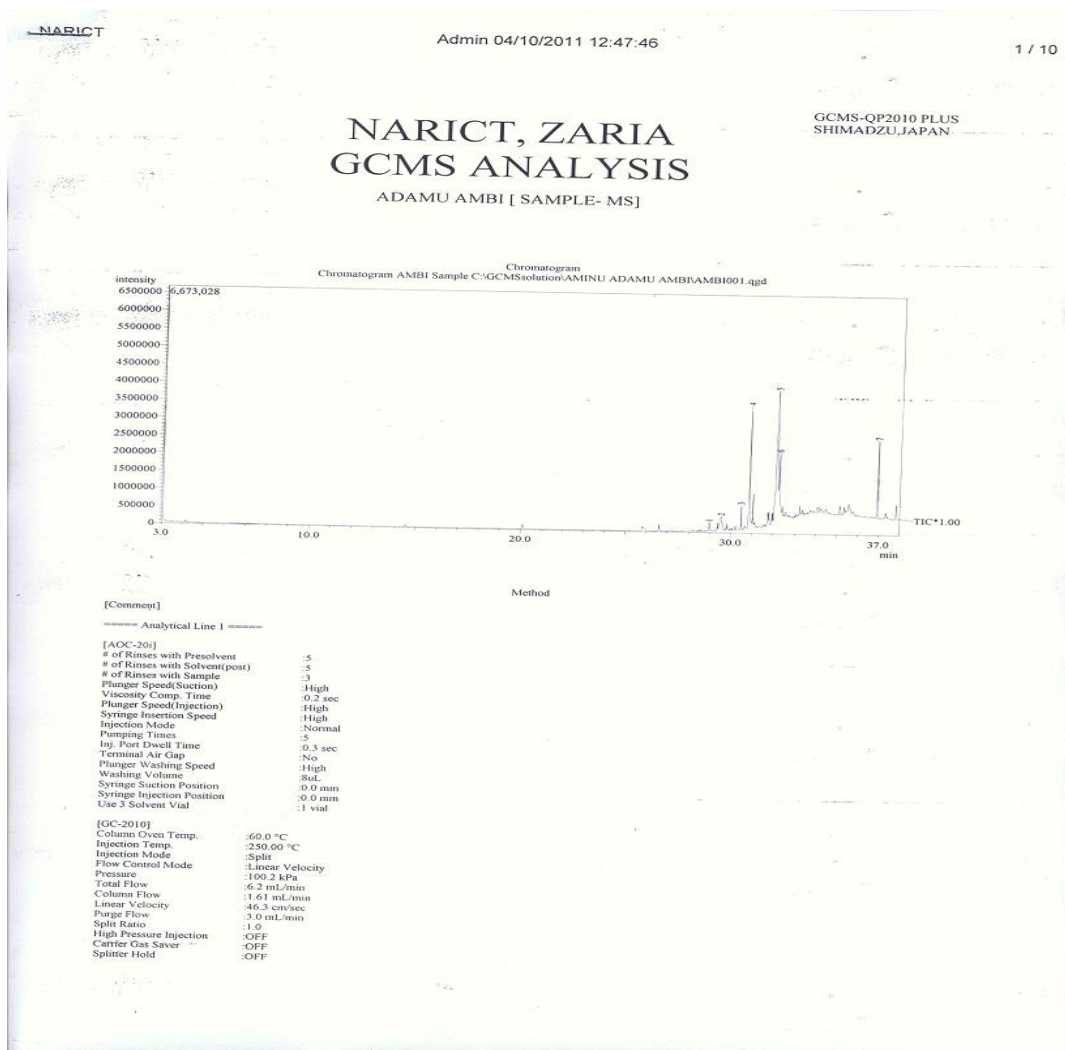 NARICT
Admin 04/10/2011 12:47:46
1 / 10
GCMS-QP2010 PLUS
SHIMADZU,JAPAN
NARICT, ZARIA
GCMS ANALYSIS
ADAMU AMBI [ SAMPLE- MS]
Chromatogram
Chromatogram AMBI Sample C:\GCMSsolution\AMINU ADAMU AMBI\AMBI001.qgd
intensity
6500000 6,673,028
6000000
5500000
5000000
4500000
4000000
3500000
3000000
2500000
2000000
1500000
1000000
500000
0
TIC*1.00
3.0 10.0 20.0 30.0 37.0
min
Method
[Comment]
===== Analytical Line 1 =====
[AOC-20i]
# of Rinses with Presolvent :5
# of Rinses with Solvent(post) :5
# of Rinses with Sample :3
Plunger Speed(Suction) :High
Viscosity Comp. Time :0.2 sec
Plunger Speed(Injection) :High
Syringe Insertion Speed :High
Injection Mode :Normal
Pumping Times :5
Inj. Port Dwell Time :0.3 sec
Terminal Air Gap :No
Plunger Washing Speed :High
Washing Volume :8uL
Syringe Suction Position :0.0 mm
Syringe Injection Position :0.0 mm
Use 3 Solvent Vial :1 vial
[GC-2010]
Column Oven Temp. :60.0 °C
Injection Temp. :250.00 °C
Injection Mode :Split
Flow Control Mode :Linear Velocity
Pressure :100.2 kPa
Total Flow :6.2 mL/min
Column Flow :1.61 mL/min
Linear Velocity :46.3 cm/sec
Purge Flow :3.0 mL/min
Split Ratio :1.0
High Pressure Injection :OFF
Carrier Gas Saver :OFF
Splitter Hold :OFF